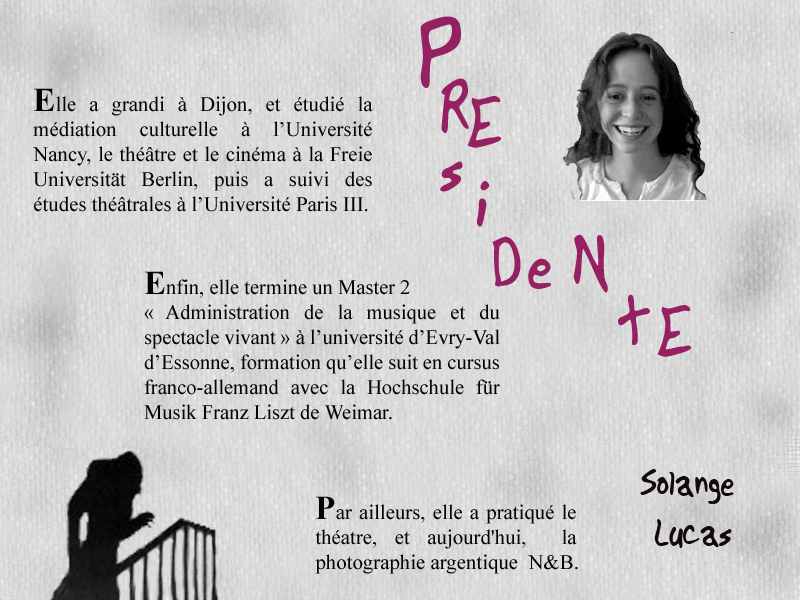 PREsiDeNtE
Elle a grandi à Dijon, et étudié la
médiation culturelle à l’Université
Nancy, le théâtre et le cinéma à la Freie
Universität Berlin, puis a suivi des
études théâtrales à l’Université Paris III.
Enfin, elle termine un Master 2
« Administration de la musique et du
spectacle vivant » à l’université d’Evry-Val
d’Essonne, formation qu’elle suit en cursus
franco-allemand avec la Hochschule für
Musik Franz Liszt de Weimar.
Par ailleurs, elle a pratiqué le
théatre, et aujourd'hui, la
photographie argentique N&B.
Solange
Lucas